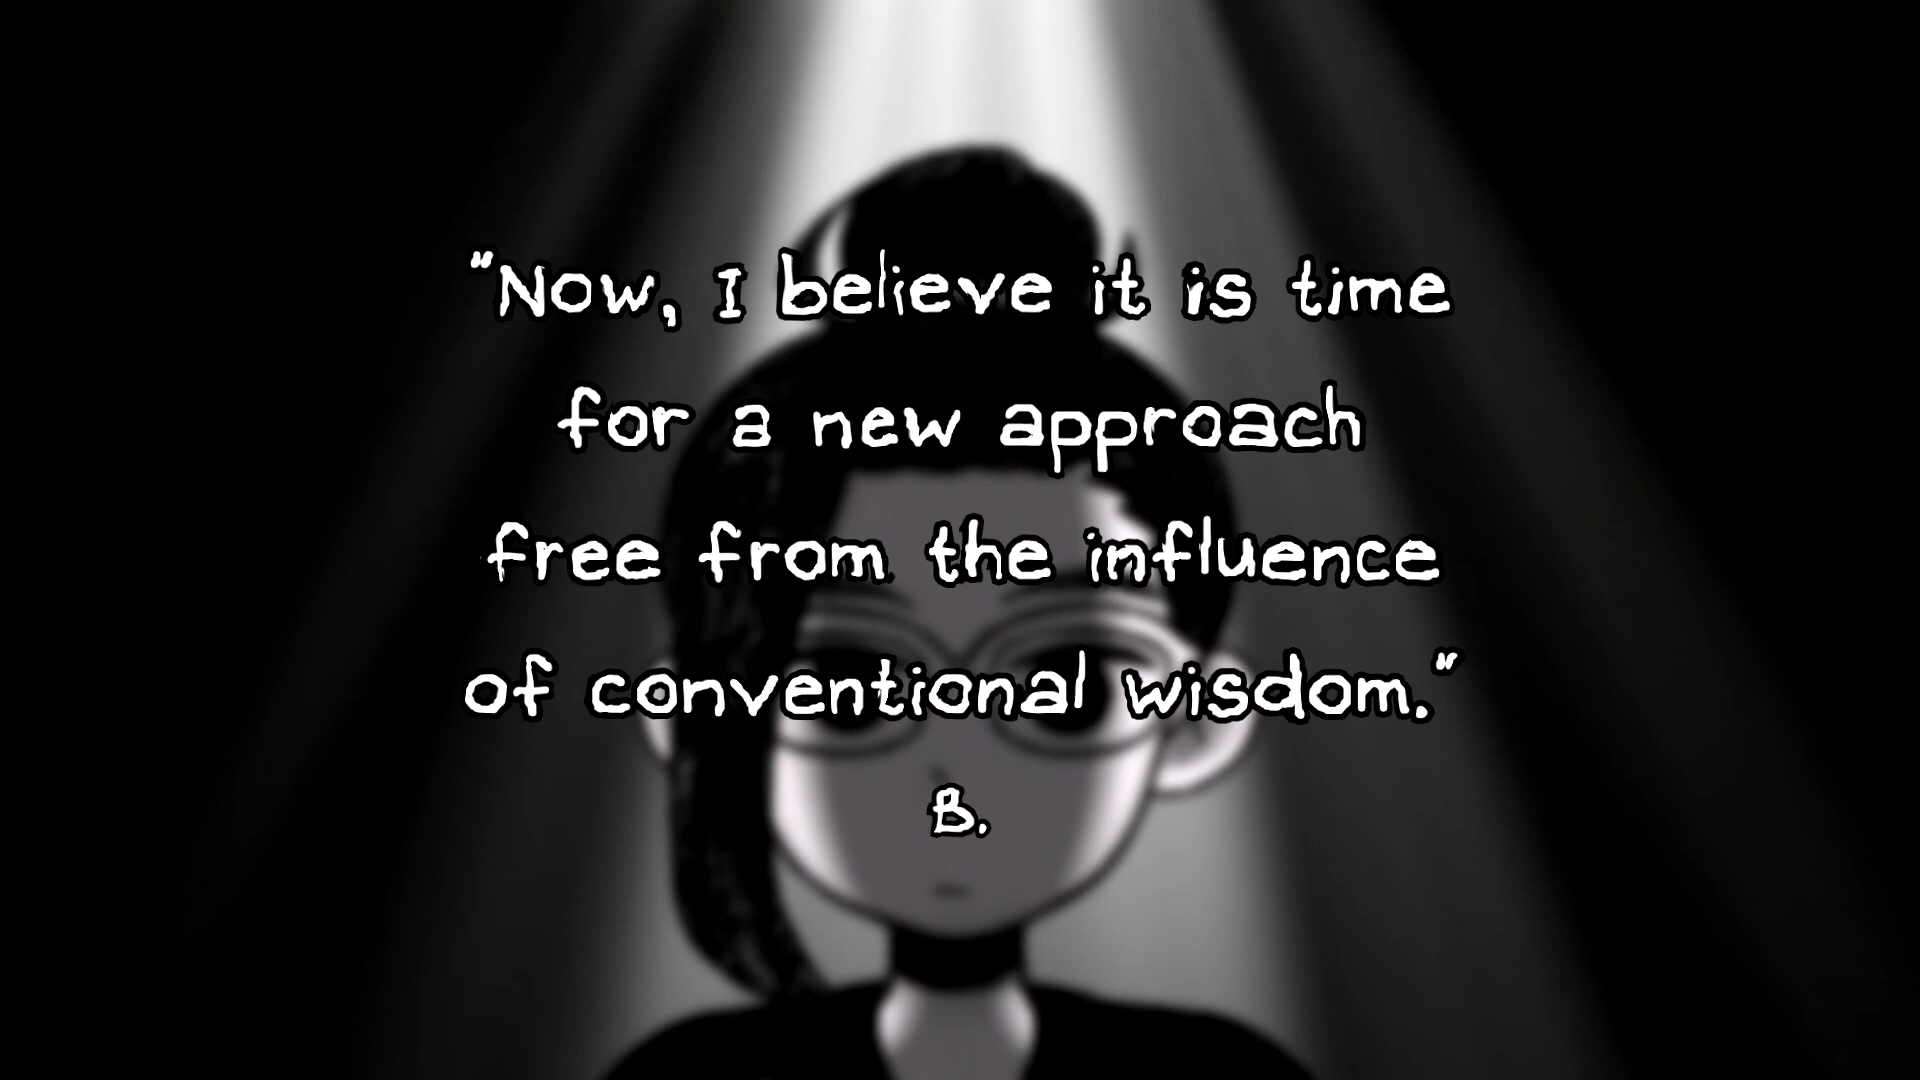 "Now, I believe it is time
for a new approach
free from the influence
of conventional wisdom."
B.